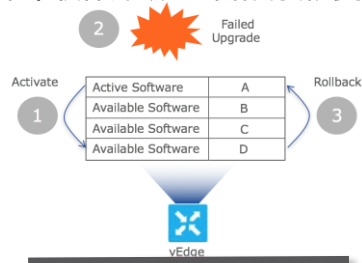 2
Failed
Upgrade
Activate
Rollback
1
3
Active Software A
Available Software B
Available Software C
Available Software D
vEdge